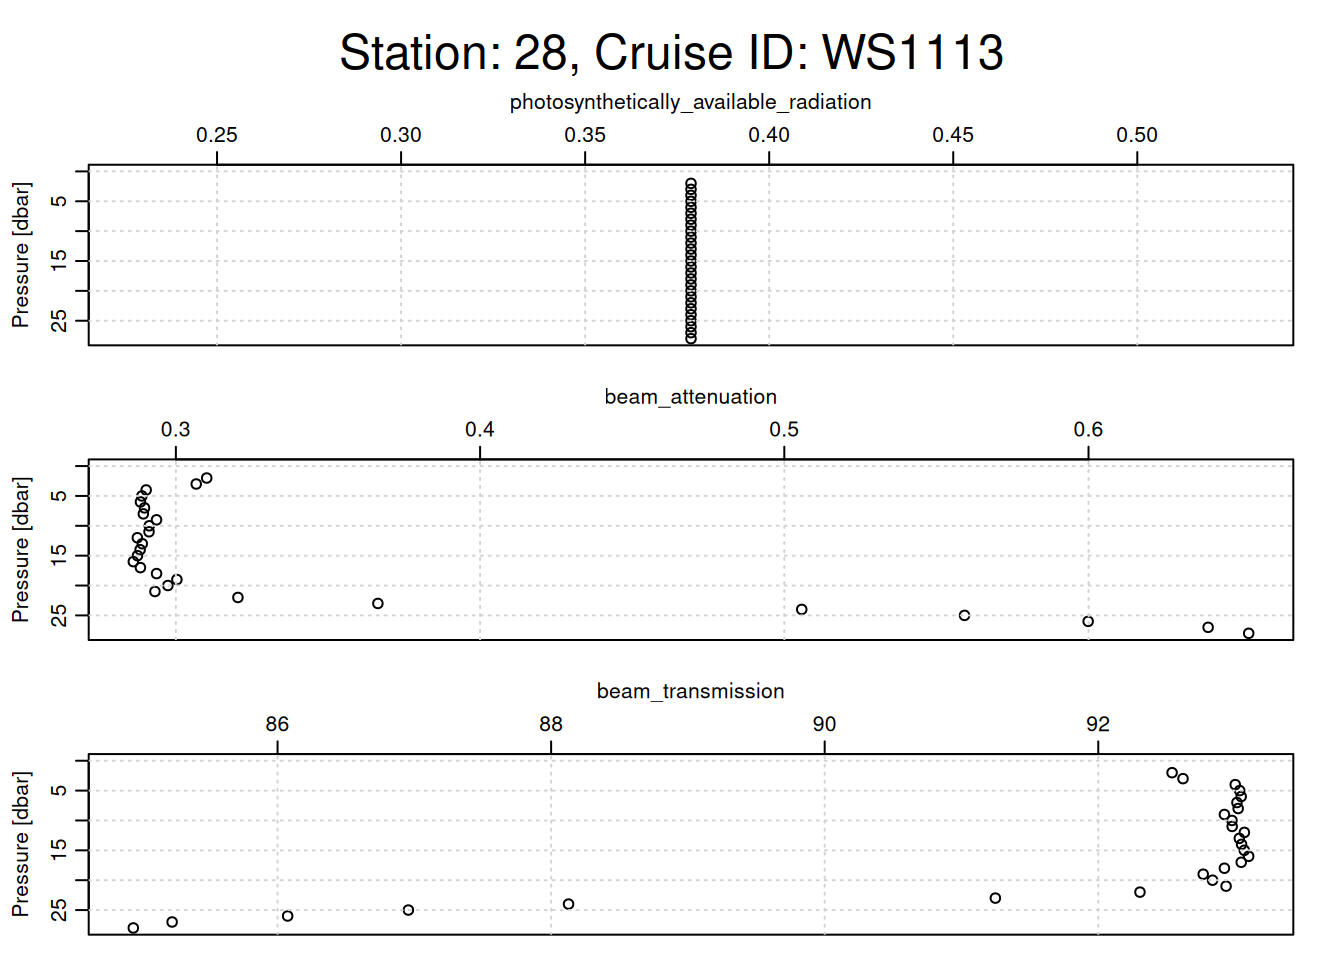 Station: 28, Cruise ID: WS1113
photosynthetically_available_radiation
0.25 0.30 0.35 0.40 0.45 0.50
Pressure [dbar]
5
15
25
beam_attenuation
0.3 0.4 0.5 0.6
Pressure [dbar]
5
15
25
beam_transmission
86 88 90 92
Pressure [dbar]
5
15
25